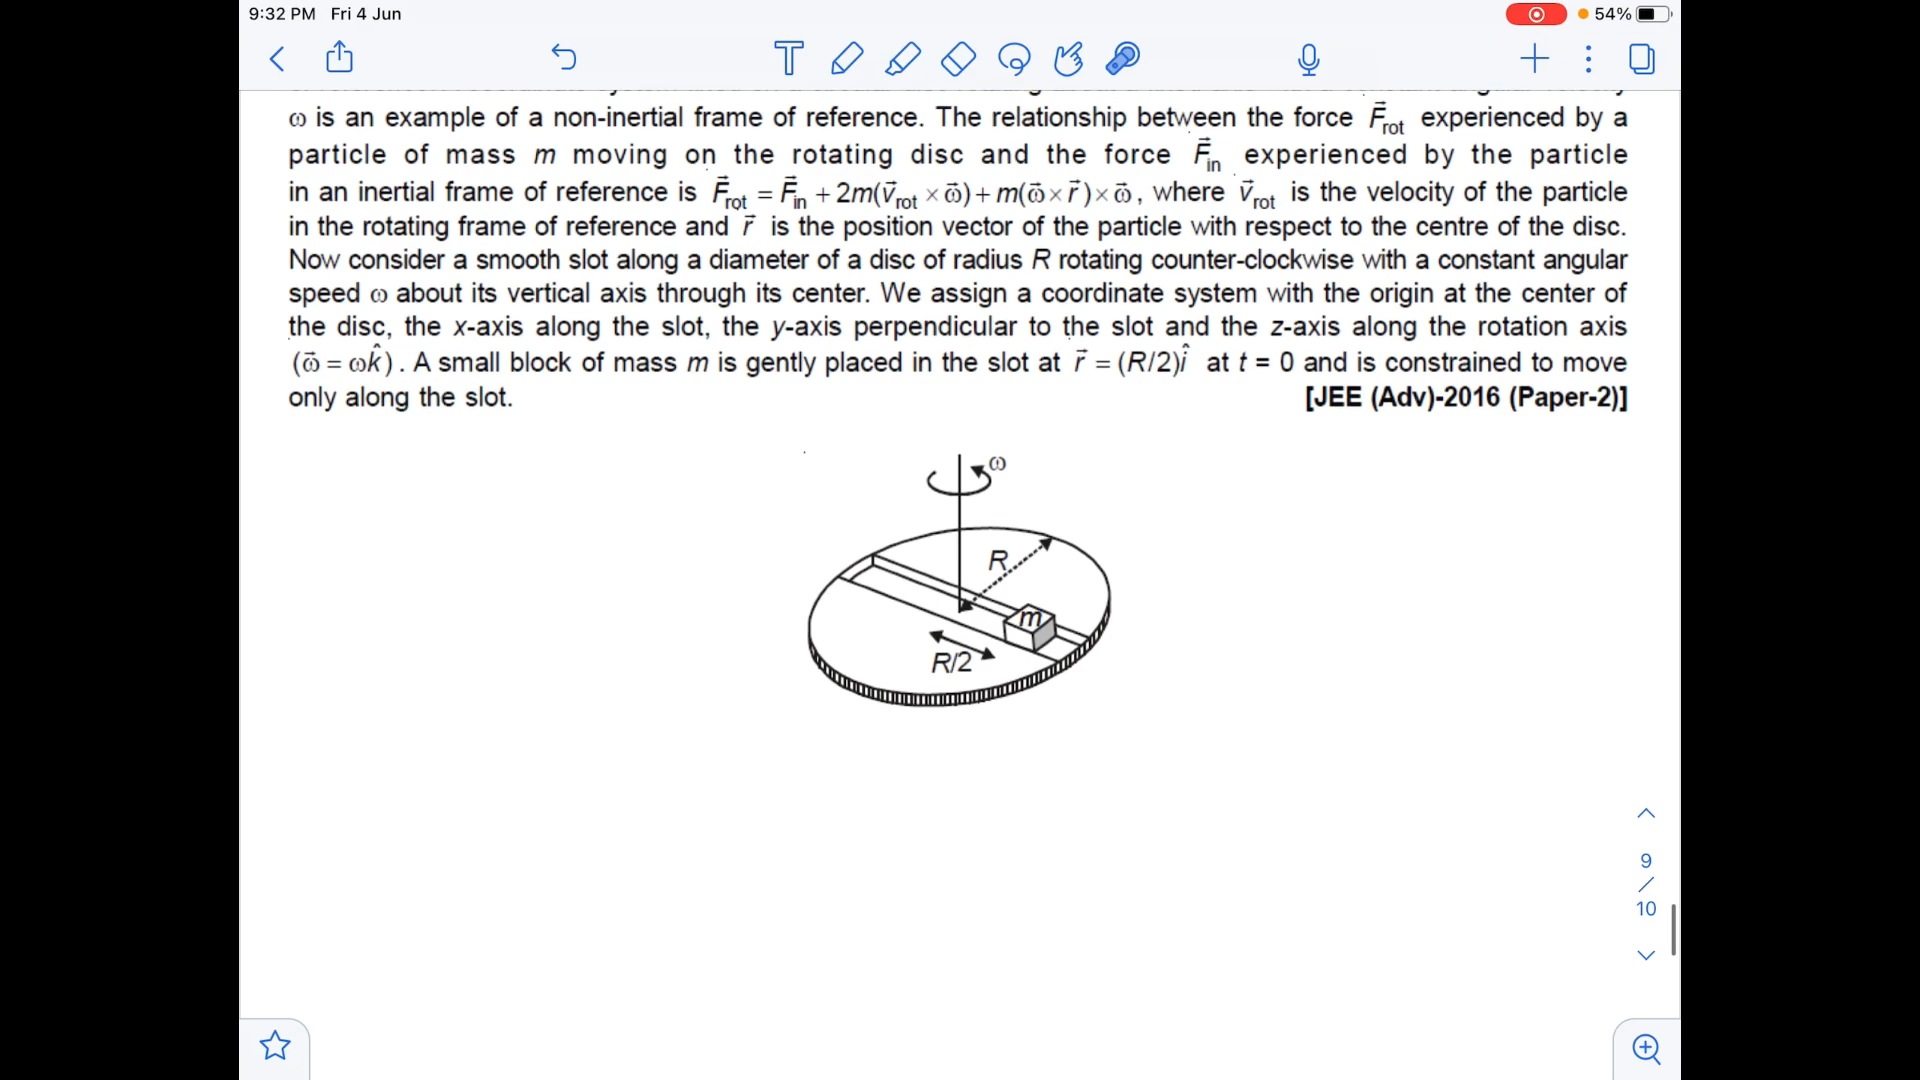 9:32 PM Fri 4 Jun
54%
ω is an example of a non-inertial frame of reference. The relationship between the force F⃗rot experienced by a
particle of mass m moving on the rotating disc and the force F⃗in experienced by the particle
in an inertial frame of reference is F⃗rot = F⃗in + 2m(v⃗rot × ω⃗) + m(ω⃗ × r⃗) × ω⃗, where v⃗rot is the velocity of the particle
in the rotating frame of reference and r⃗ is the position vector of the particle with respect to the centre of the disc.
Now consider a smooth slot along a diameter of a disc of radius R rotating counter-clockwise with a constant angular
speed ω about its vertical axis through its center. We assign a coordinate system with the origin at the center of
the disc, the x-axis along the slot, the y-axis perpendicular to the slot and the z-axis along the rotation axis
(ω⃗ = ωk̂). A small block of mass m is gently placed in the slot at r⃗ = (R/2)î at t = 0 and is constrained to move
only along the slot. [JEE (Adv)-2016 (Paper-2)]
ω
R
m
R/2
9
/
10